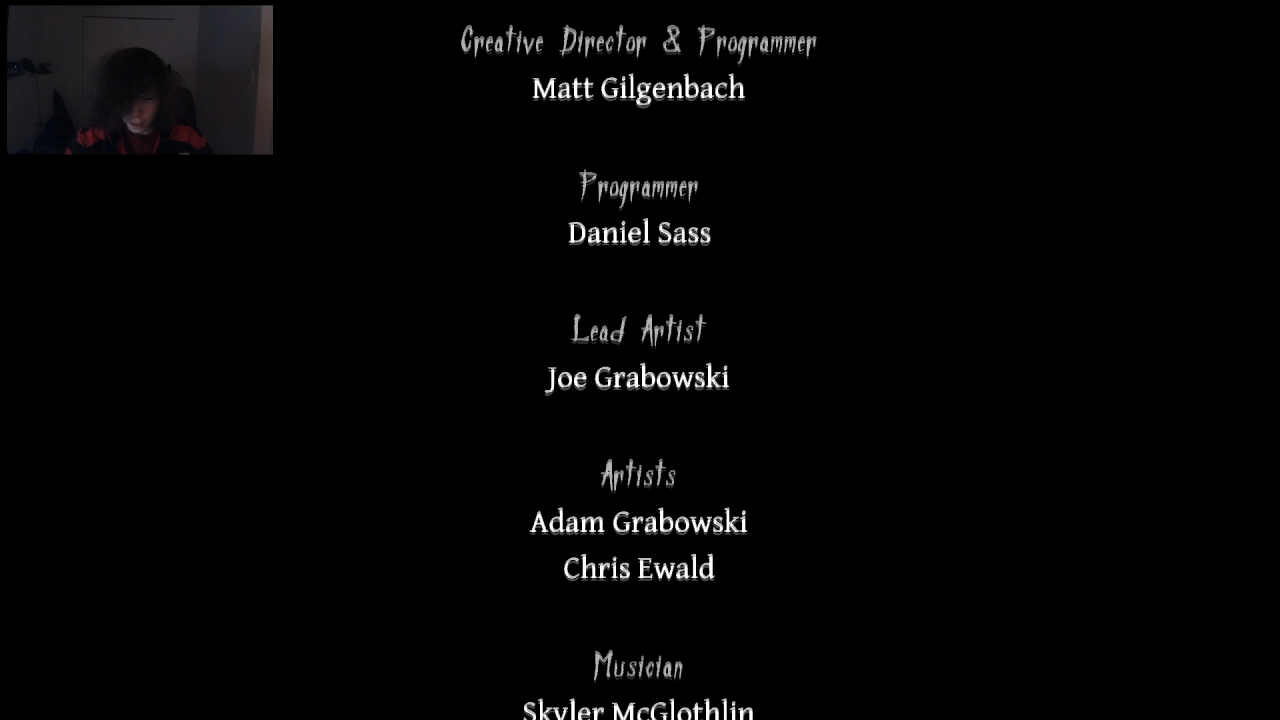 Creative Director & Programmer
Matt Gilgenbach
Programmer
Daniel Sass
Lead Artist
Joe Grabowski
Artists
Adam Grabowski
Chris Ewald
Musician
Skyler McGlothlin